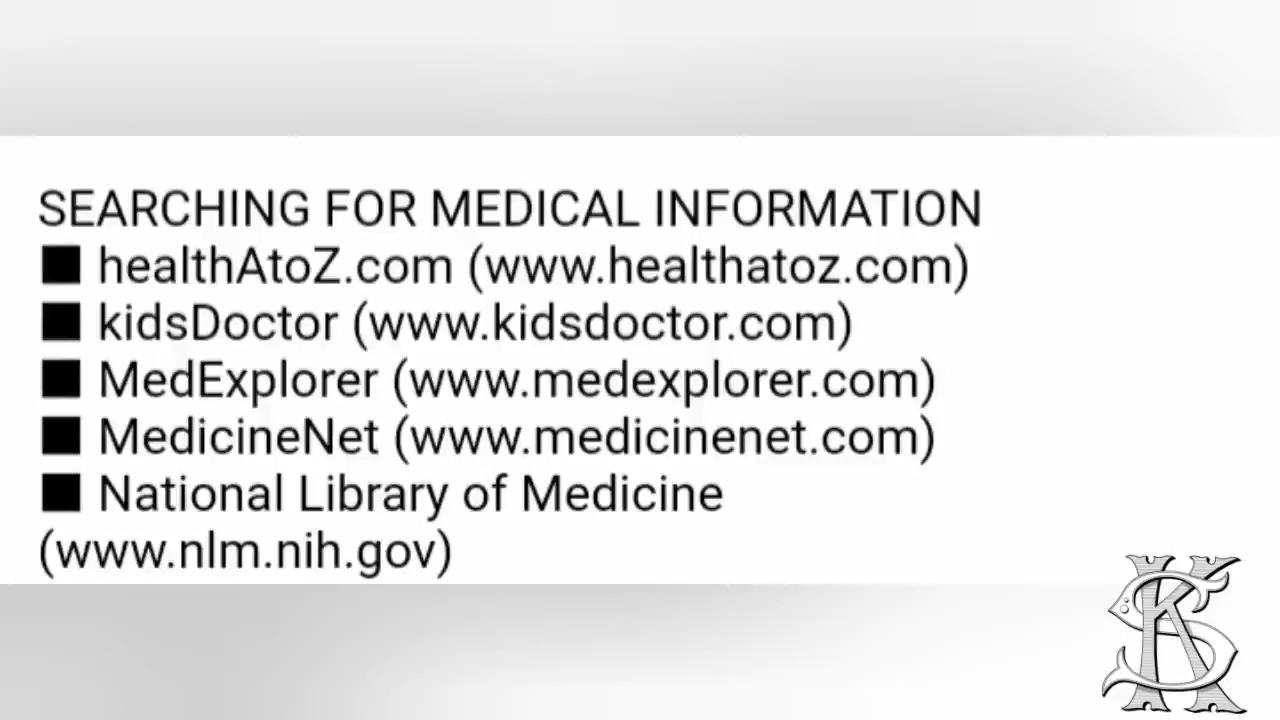 SEARCHING FOR MEDICAL INFORMATION
■ healthAtoZ.com (www.healthatoz.com)
■ kidsDoctor (www.kidsdoctor.com)
■ MedExplorer (www.medexplorer.com)
■ MedicineNet (www.medicinenet.com)
■ National Library of Medicine
(www.nlm.nih.gov)